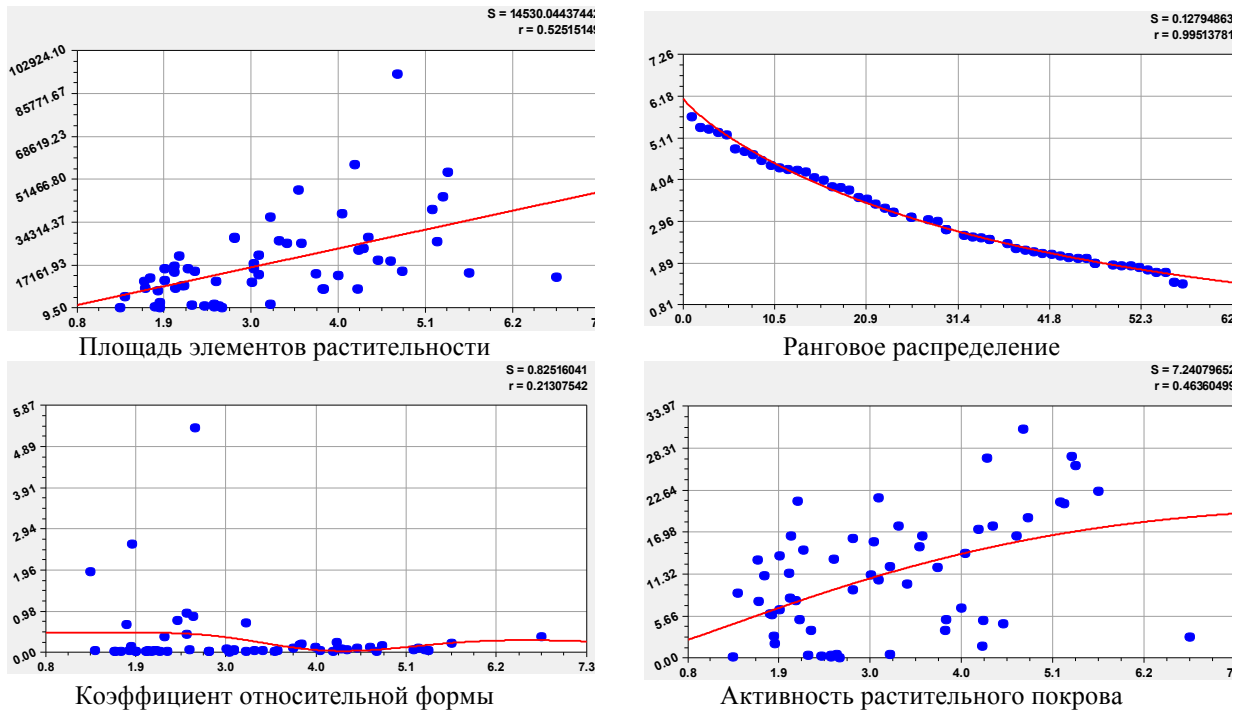 S = 14530.04437442
r = 0.52515149
102924.10
85771.67
68619.23
51466.80
34314.37
17161.93
9.50
0.8 1.9 3.0 4.0 5.1 6.2
Площадь элементов растительности
S = 0.12794863
r = 0.99513781
7.26
6.18
5.11
4.04
2.96
1.89
0.81
0.0 10.5 20.9 31.4 41.8 52.3
Ранговое распределение
S = 0.82516041
r = 0.21307542
5.87
4.89
3.91
2.94
1.96
0.98
0.00
0.8 1.9 3.0 4.0 5.1 6.2 7.3
Коэффициент относительной формы
S = 7.24079652
r = 0.46360499
33.97
28.31
22.64
16.98
11.32
5.66
0.00
0.8 1.9 3.0 4.0 5.1 6.2
Активность растительного покрова